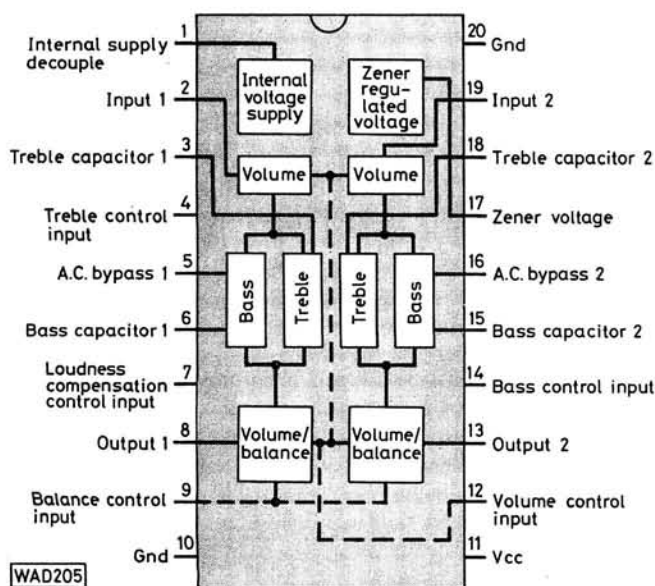 1
Internal supply
decouple
2
Input 1
3
Treble capacitor 1
4
Treble control
input
5
A.C. bypass 1
6
Bass capacitor 1
Loudness
compensation
control input
7
8
Output 1
Balance control
input
9
10
Gnd
WAD205
Internal
voltage
supply
Zener
regu-
lated
voltage
Volume
Volume
Bass
Treble
Treble
Bass
Volume/
balance
Volume/
balance
20
Gnd
19
Input 2
18
Treble capacitor 2
17
Zener voltage
16
A.C. bypass 2
15
Bass capacitor 2
14
Bass control input
13
Output 2
12
Volume control
input
11
Vcc